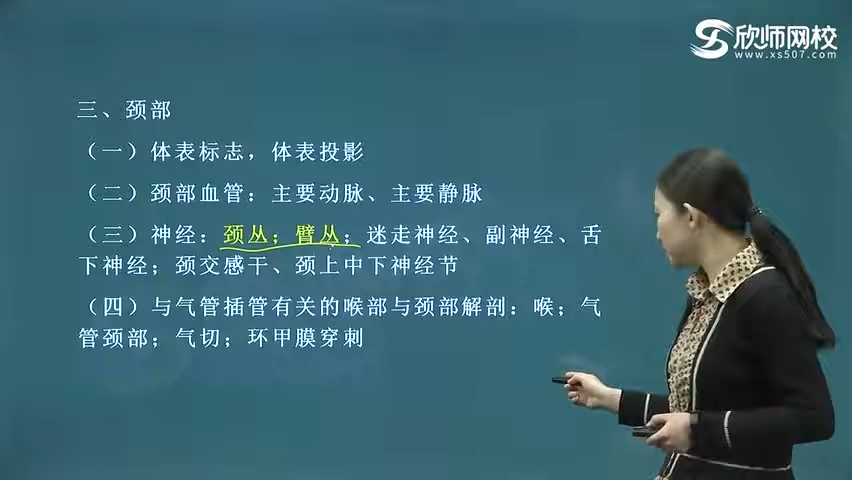 欣师网校
www.xs507.com
三、颈部
（一）体表标志，体表投影
（二）颈部血管：主要动脉、主要静脉
（三）神经：颈丛；臂丛；迷走神经、副神经、舌
下神经；颈交感干、颈上中下神经节
（四）与气管插管有关的喉部与颈部解剖：喉；气
管颈部；气切；环甲膜穿刺